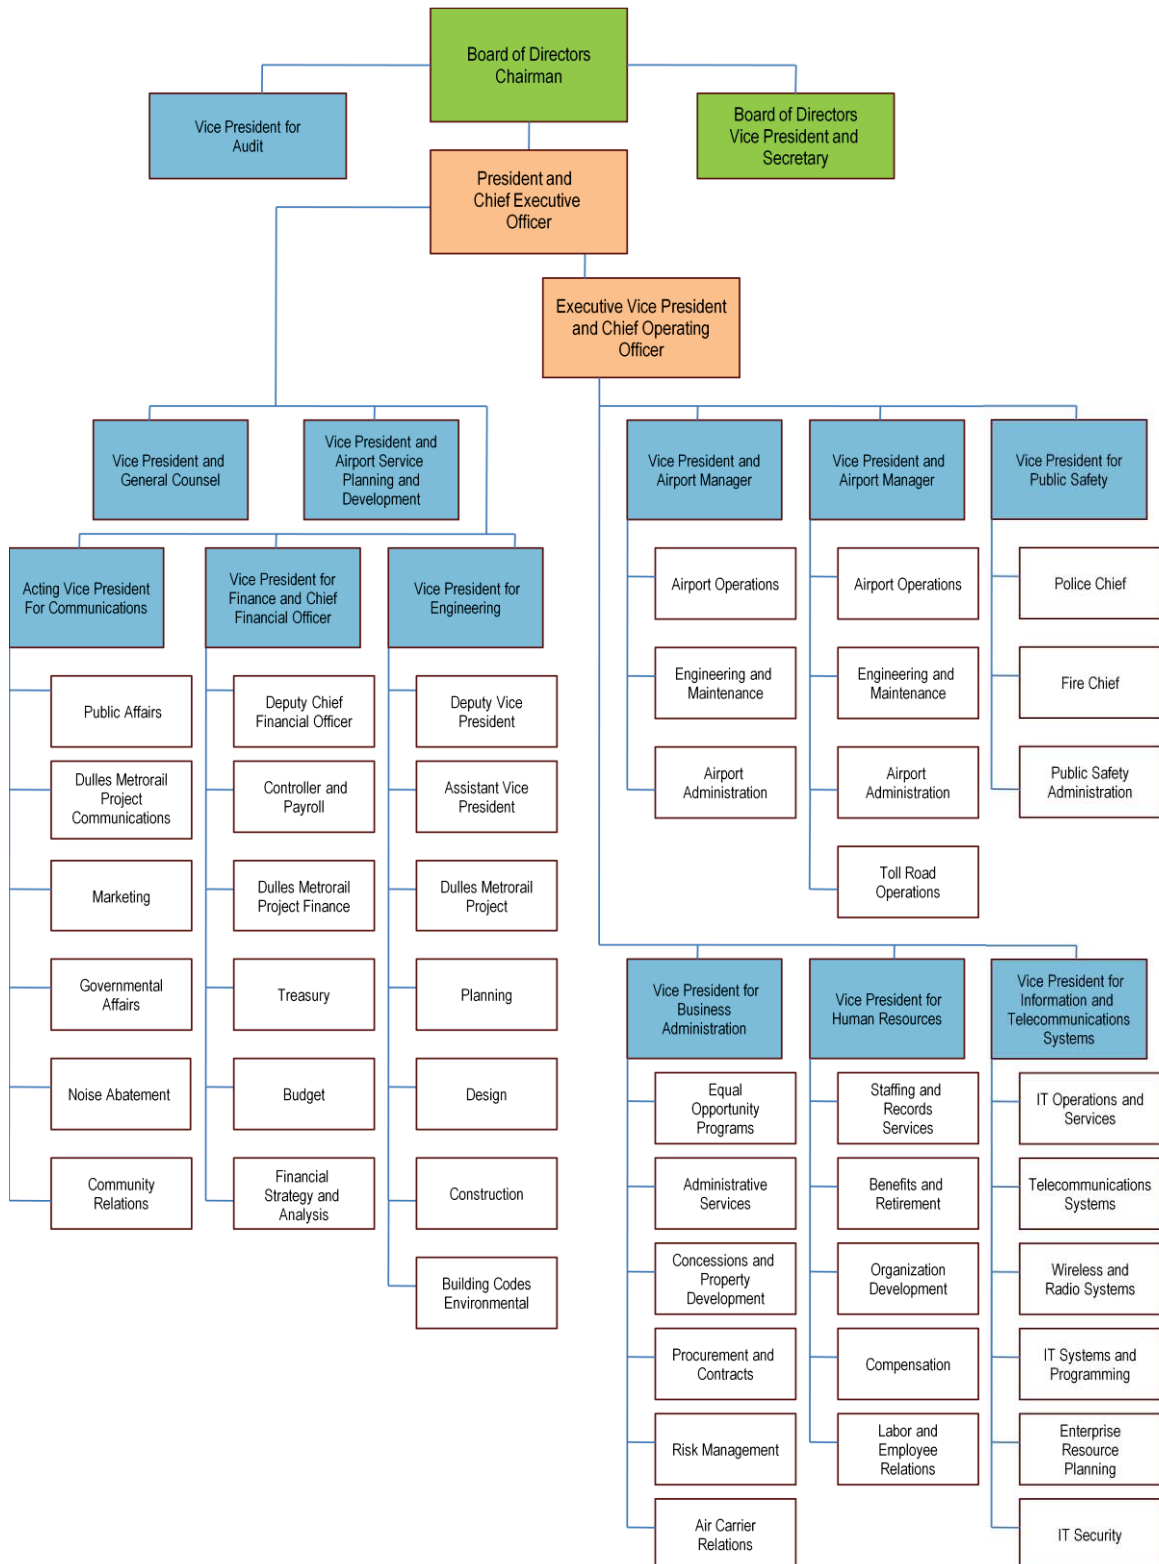 Board of Directors
Chairman
Vice President for
Audit
Board of Directors
Vice President and
Secretary
President and
Chief Executive
Officer
Executive Vice President
and Chief Operating
Officer
Vice President and
General Counsel
Vice President and
Airport Service
Planning and
Development
Vice President and
Airport Manager
Vice President and
Airport Manager
Vice President for
Public Safety
Acting Vice President
For Communications
Vice President for
Finance and Chief
Financial Officer
Vice President for
Engineering
Public Affairs
Dulles Metrorail
Project
Communications
Marketing
Governmental
Affairs
Noise Abatement
Community
Relations
Deputy Chief
Financial Officer
Controller and
Payroll
Dulles Metrorail
Project Finance
Treasury
Budget
Financial
Strategy and
Analysis
Deputy Vice
President
Assistant Vice
President
Dulles Metrorail
Project
Planning
Design
Construction
Building Codes
Environmental
Airport Operations
Engineering and
Maintenance
Airport
Administration
Airport Operations
Engineering and
Maintenance
Airport
Administration
Toll Road
Operations
Police Chief
Fire Chief
Public Safety
Administration
Vice President for
Business
Administration
Vice President for
Human Resources
Vice President for
Information and
Telecommunications
Systems
Equal
Opportunity
Programs
Administrative
Services
Concessions and
Property
Development
Procurement and
Contracts
Risk Management
Air Carrier
Relations
Staffing and
Records
Services
Benefits and
Retirement
Organization
Development
Compensation
Labor and
Employee
Relations
IT Operations and
Services
Telecommunications
Systems
Wireless and
Radio Systems
IT Systems and
Programming
Enterprise
Resource
Planning
IT Security